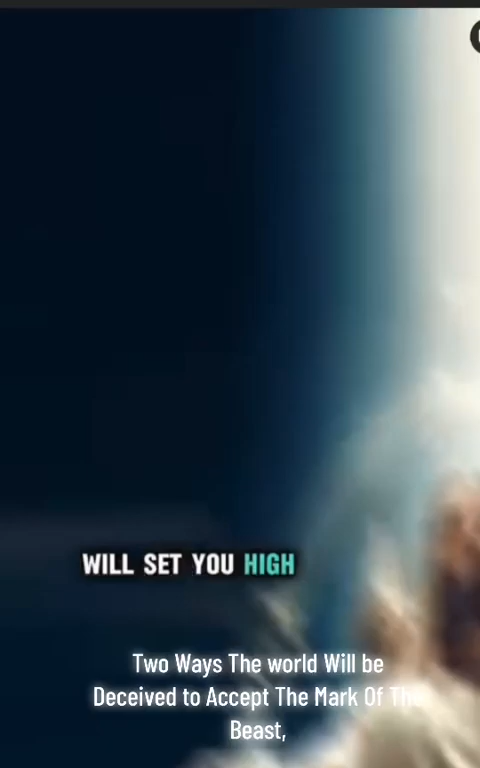 WILL SET YOU HIGH
Two Ways The world Will be
Deceived to Accept The Mark Of The
Beast,